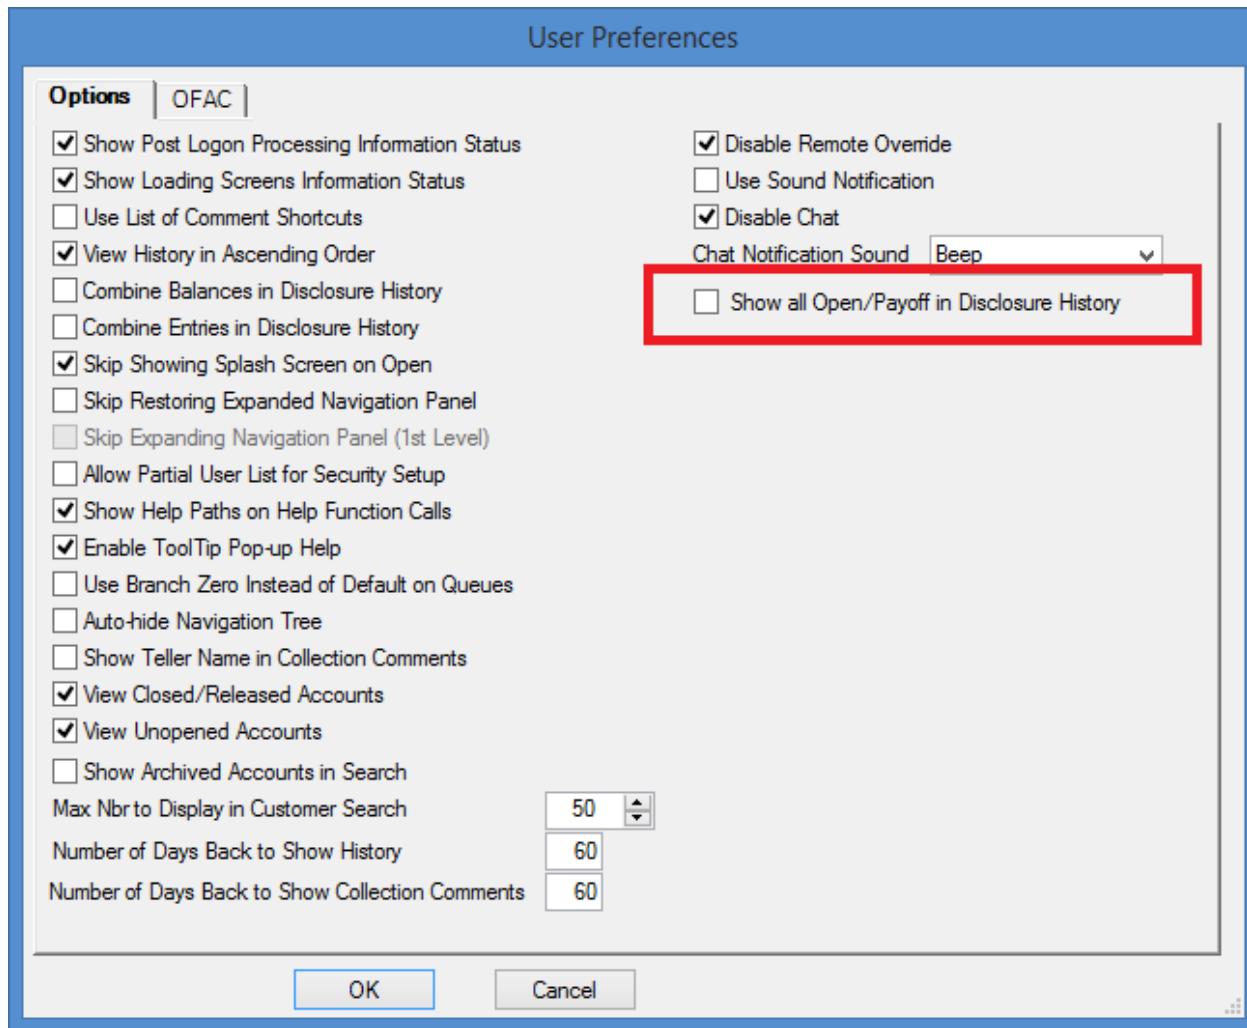 User Preferences
Options
OFAC
Show Post Logon Processing Information Status
Show Loading Screens Information Status
Use List of Comment Shortcuts
View History in Ascending Order
Combine Balances in Disclosure History
Combine Entries in Disclosure History
Skip Showing Splash Screen on Open
Skip Restoring Expanded Navigation Panel
Skip Expanding Navigation Panel (1st Level)
Allow Partial User List for Security Setup
Show Help Paths on Help Function Calls
Enable ToolTip Pop-up Help
Use Branch Zero Instead of Default on Queues
Auto-hide Navigation Tree
Show Teller Name in Collection Comments
View Closed/Released Accounts
View Unopened Accounts
Show Archived Accounts in Search
Max Nbr to Display in Customer Search 50
Number of Days Back to Show History 60
Number of Days Back to Show Collection Comments 60
Disable Remote Override
Use Sound Notification
Disable Chat
Chat Notification Sound Beep
Show all Open/Payoff in Disclosure History
OK
Cancel